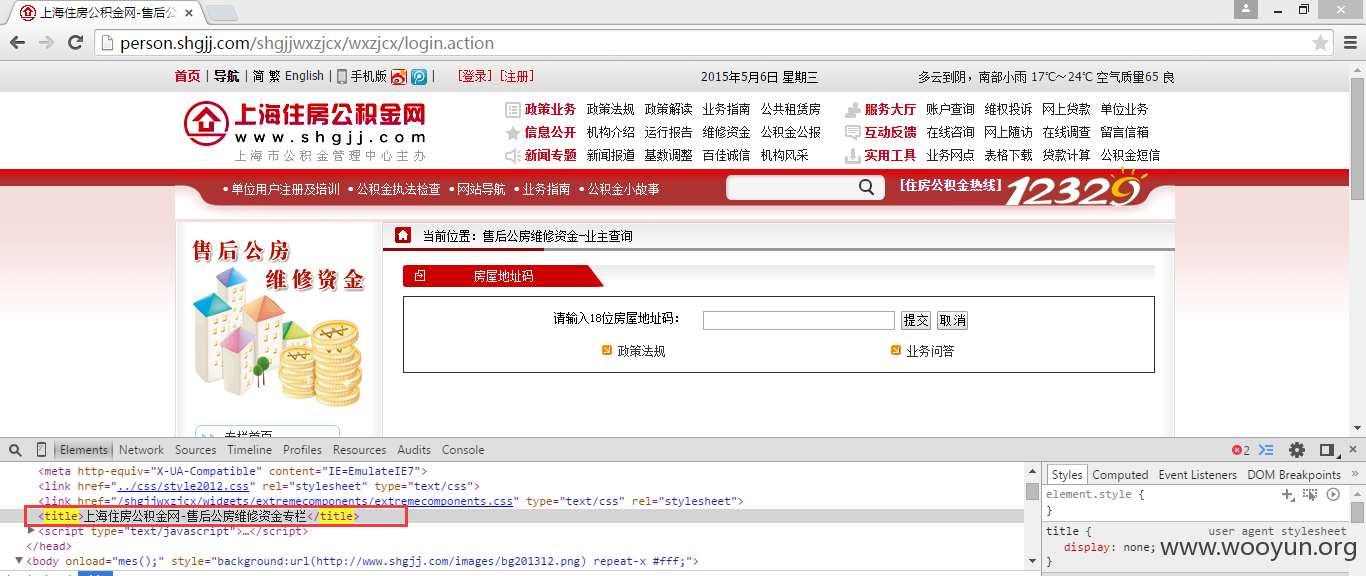 上海住房公积金网-售后公
person.shgjj.com/shgjjwxzjcx/wxzjcx/login.action
首页 | 导航 | 简 繁 English | 手机版 | [登录] [注册] 2015年5月6日 星期三 多云到阴，南部小雨 17℃～24℃ 空气质量65 良
上海住房公积金网
www.shgjj.com
上海市公积金管理中心主办
政策业务 政策法规 政策解读 业务指南 公共租赁房 服务大厅 账户查询 维权投诉 网上贷款 单位业务
信息公开 机构介绍 运行报告 维修资金 公积金公报 互动反馈 在线咨询 网上随访 在线调查 留言信箱
新闻专题 新闻报道 基数调整 百佳诚信 机构风采 实用工具 业务网点 表格下载 贷款计算 公积金短信
• 单位用户注册及培训 • 公积金执法检查 • 网站导航 • 业务指南 • 公积金小故事 [住房公积金热线] 12329
售后公房
维修资金
当前位置：售后公房维修资金-业主查询
房屋地址码
请输入18位房屋地址码： 提交 取消
政策法规 业务问答
专栏首页
Elements Network Sources Timeline Profiles Resources Audits Console 2
<meta http-equiv="X-UA-Compatible" content="IE=EmulateIE7">
<link href="../css/style2012.css" rel="stylesheet" type="text/css">
<link href="/shgjjwxzjcx/widgets/extremecomponents/extremecomponents.css" type="text/css" rel="stylesheet">
<title>上海住房公积金网-售后公房维修资金专栏</title>
<script type="text/javascript">…</script>
</head>
<body onload="mes();" style="background:url(http://www.shgjj.com/images/bg201312.png) repeat-x #fff;">
Styles Computed Event Listeners DOM Breakpoints »
element.style {
}
title { user agent stylesheet
display: none;
}
www.wooyun.org